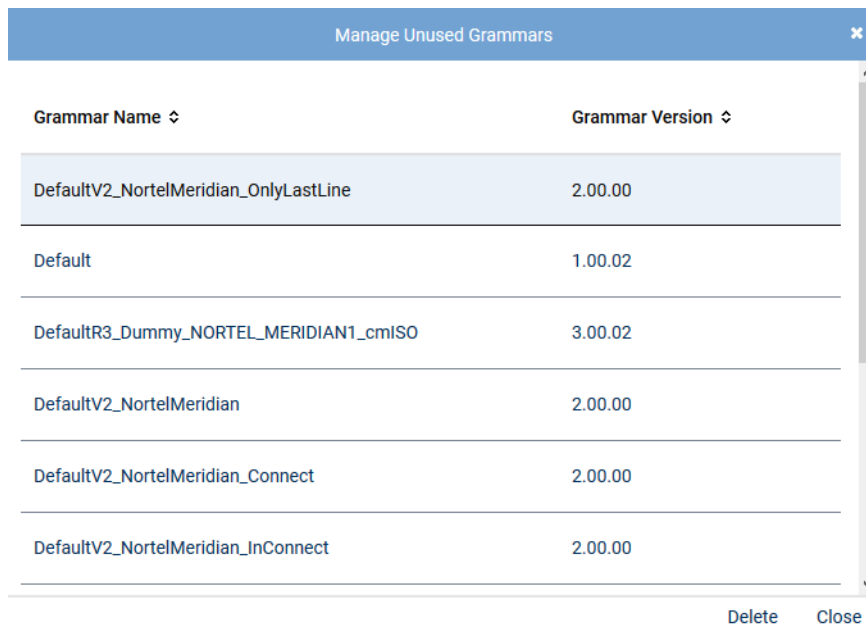 Manage Unused Grammars
Grammar Name Grammar Version
DefaultV2_NortelMeridian_OnlyLastLine 2.00.00
Default 1.00.02
DefaultR3_Dummy_NORTEL_MERIDIAN1_cmISO 3.00.02
DefaultV2_NortelMeridian 2.00.00
DefaultV2_NortelMeridian_Connect 2.00.00
DefaultV2_NortelMeridian_InConnect 2.00.00
Delete Close